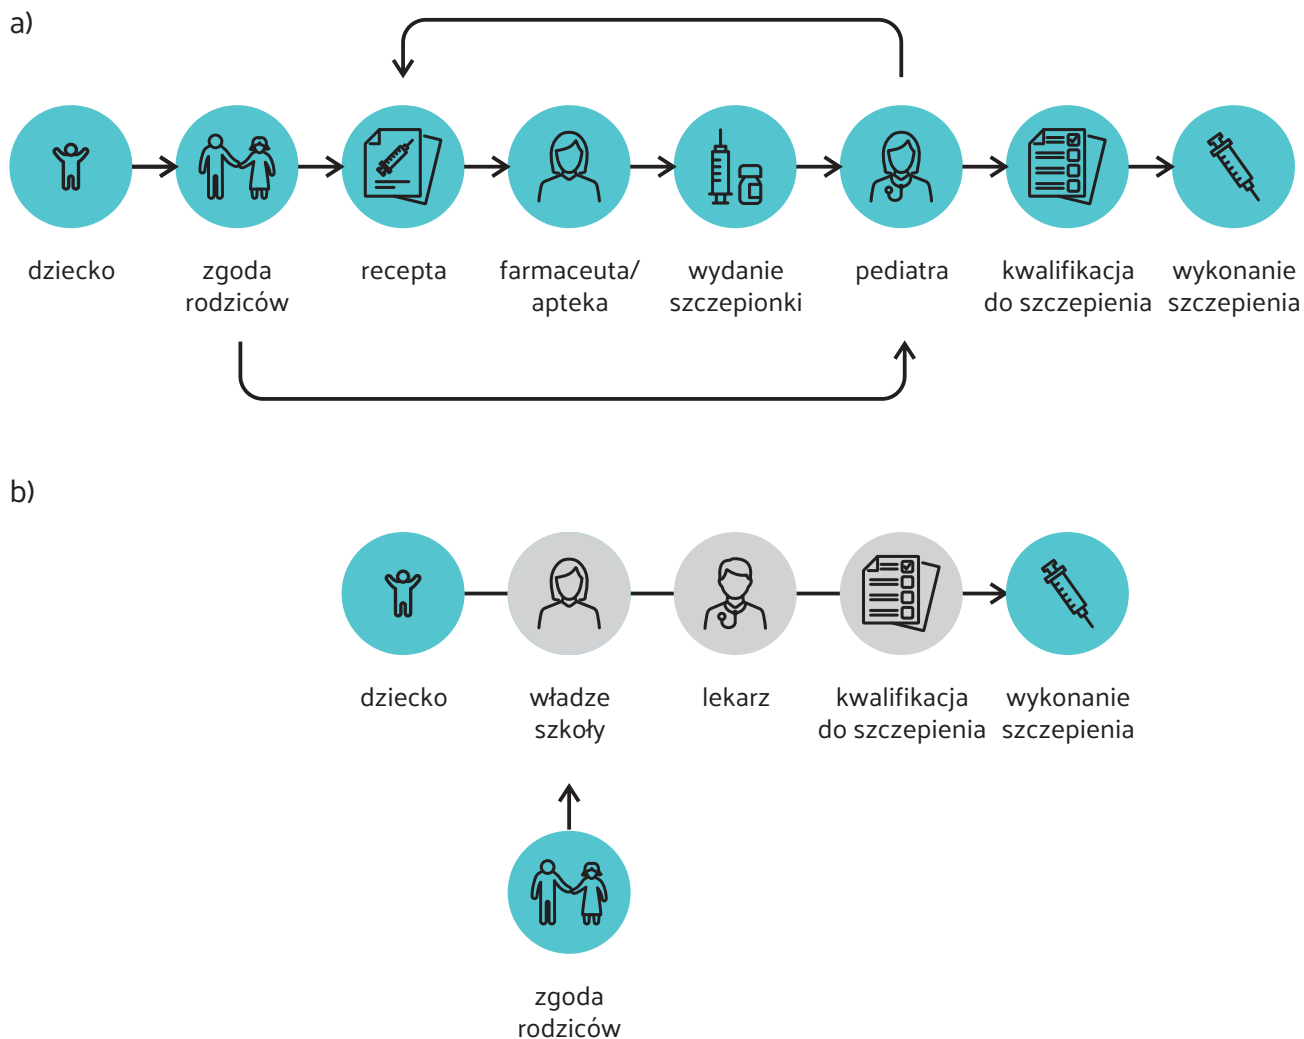 a)
dziecko
zgoda
rodziców
recepta
farmaceuta/
apteka
wydanie
szczepionki
pediatra
kwalifikacja
do szczepienia
wykonanie
szczepienia
b)
dziecko
władze
szkoły
lekarz
kwalifikacja
do szczepienia
wykonanie
szczepienia
zgoda
rodziców